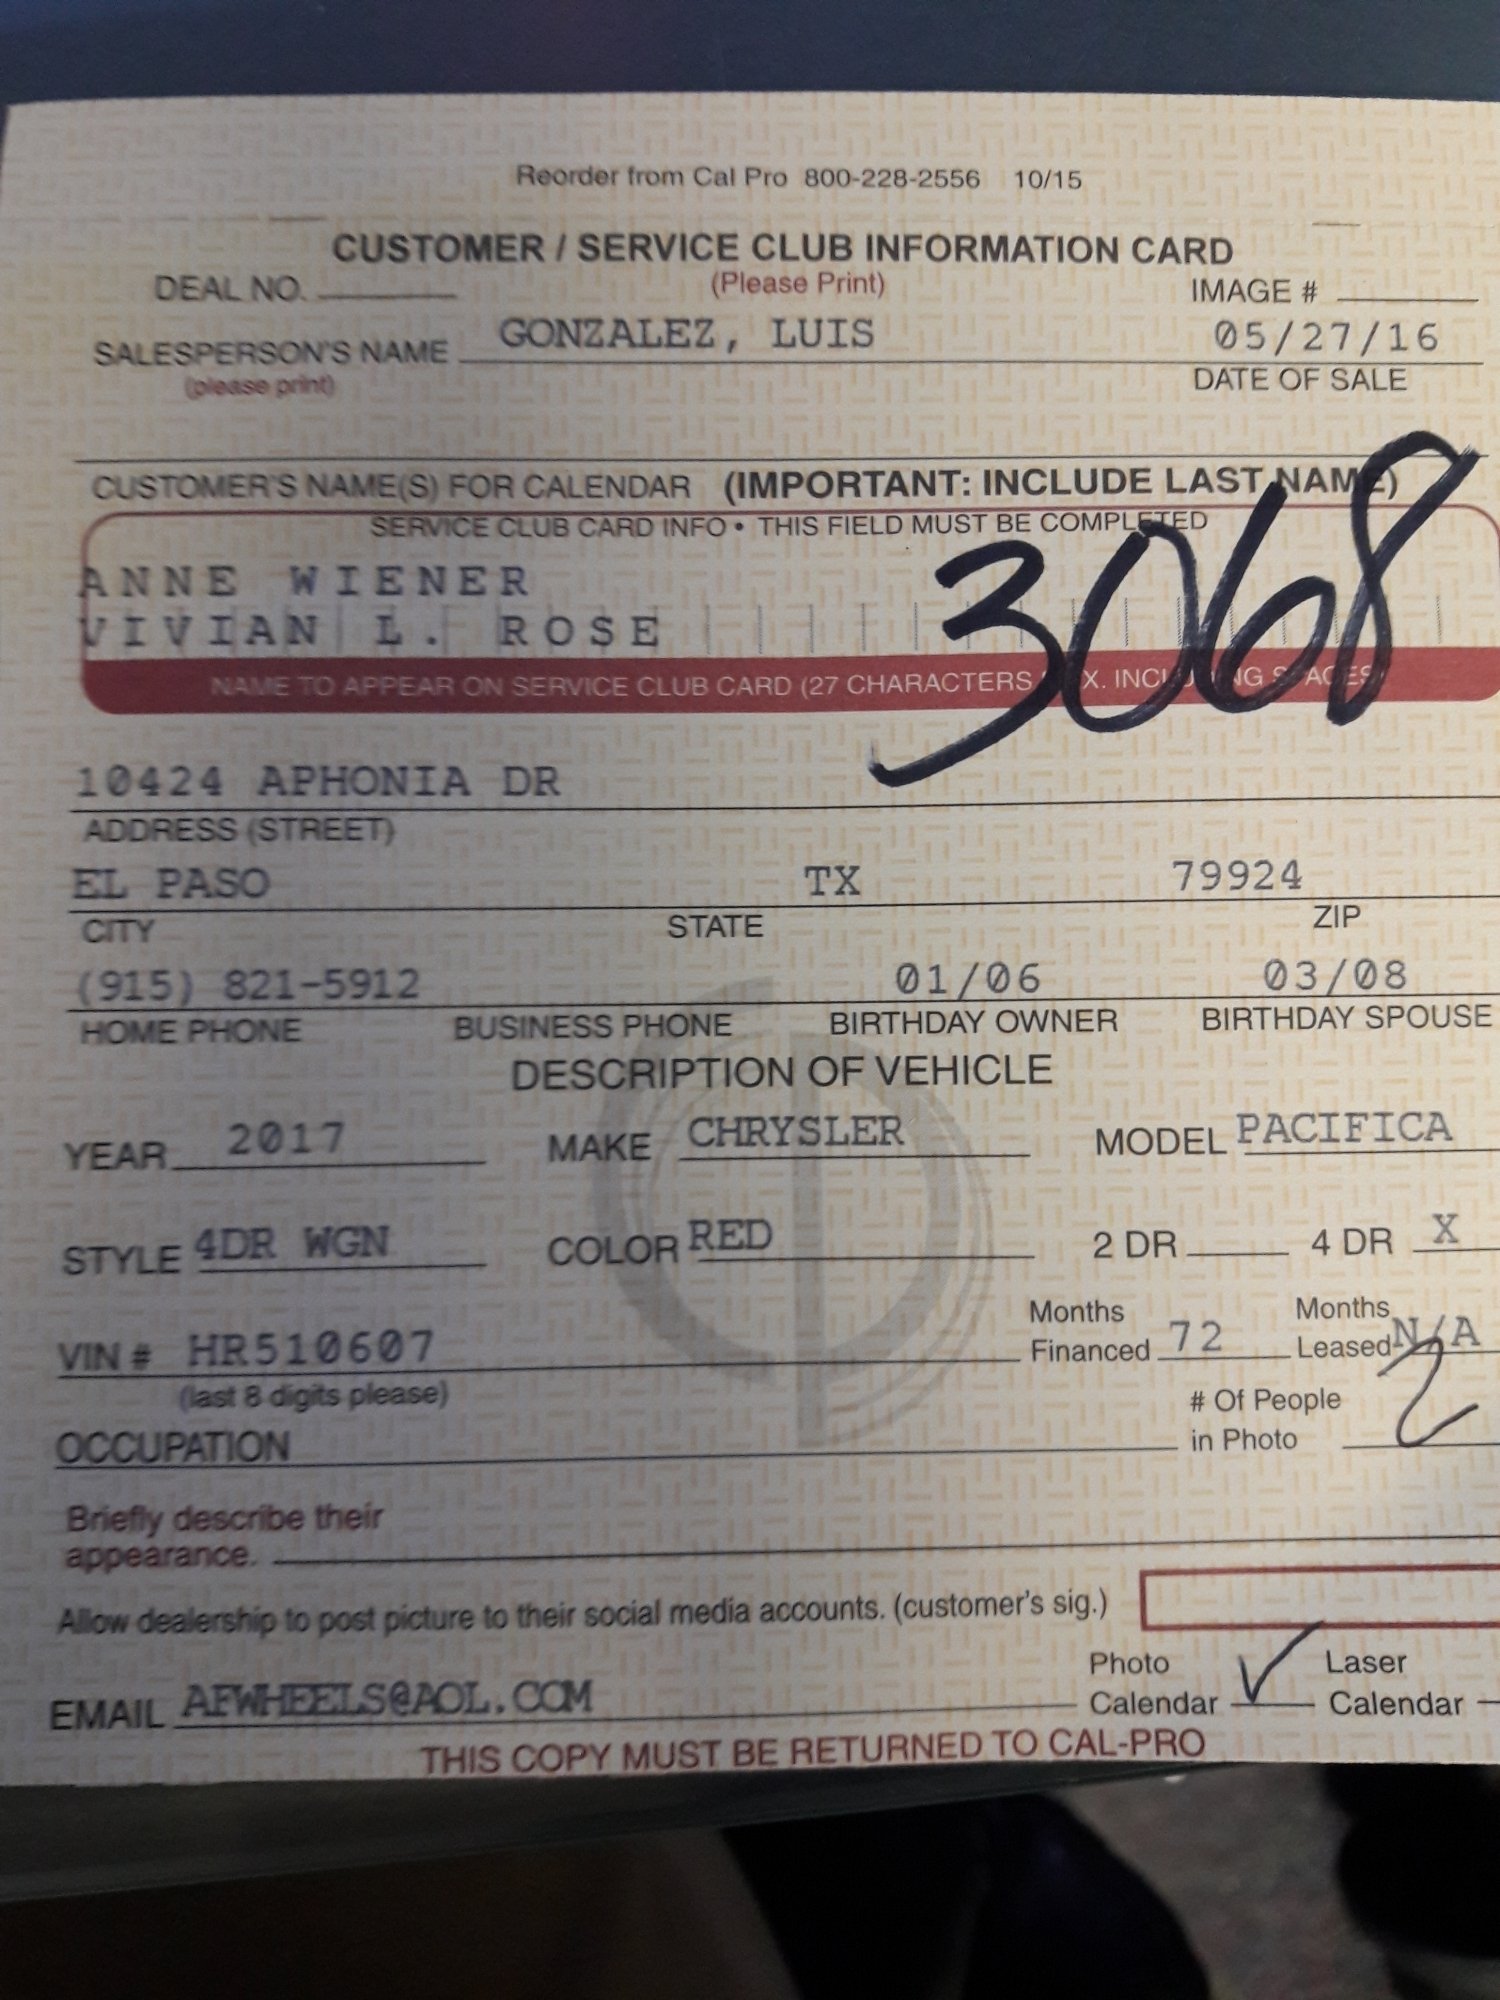 Reorder from Cal Pro 800-228-2556 10/15
CUSTOMER / SERVICE CLUB INFORMATION CARD
DEAL NO. (Please Print) IMAGE #
SALESPERSON'S NAME GONZALEZ, LUIS 05/27/16
(please print) DATE OF SALE
CUSTOMER'S NAME(S) FOR CALENDAR (IMPORTANT: INCLUDE LAST NAME)
SERVICE CLUB CARD INFO • THIS FIELD MUST BE COMPLETED
ANNE WIENER
3068
VIVIAN L. ROSE
NAME TO APPEAR ON SERVICE CLUB CARD (27 CHARACTERS MAX. INCLUDING SPACES)
10424 APHONIA DR
ADDRESS (STREET)
EL PASO TX 79924
CITY STATE ZIP
(915) 821-5912 01/06 03/08
HOME PHONE BUSINESS PHONE BIRTHDAY OWNER BIRTHDAY SPOUSE
DESCRIPTION OF VEHICLE
YEAR 2017 MAKE CHRYSLER MODEL PACIFICA
STYLE 4DR WGN COLOR RED 2 DR 4 DR X
VIN # HR510607 Months Financed 72 Months Leased N/A
(last 8 digits please)
OCCUPATION # Of People in Photo 2
Briefly describe their
appearance.
Allow dealership to post picture to their social media accounts. (customer's sig.)
EMAIL AFWHEELS@AOL.COM Photo Calendar ✓ Laser Calendar
THIS COPY MUST BE RETURNED TO CAL-PRO